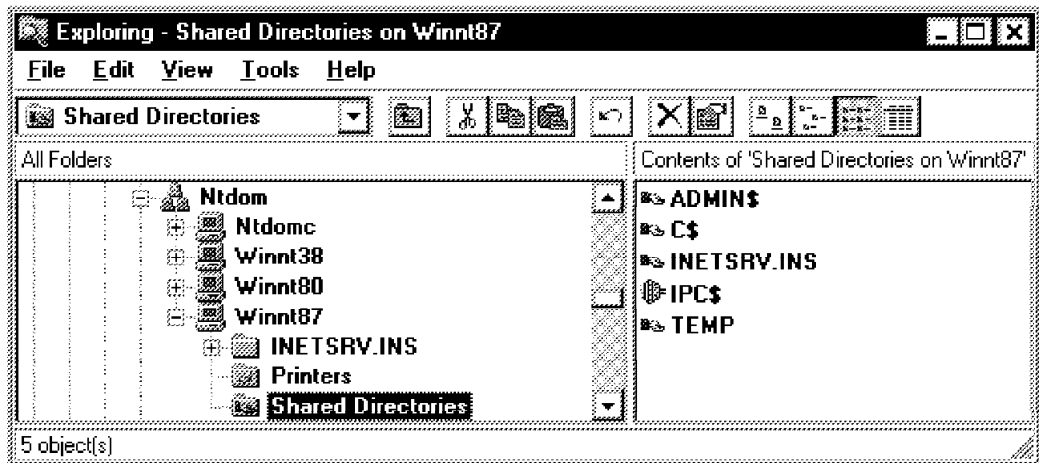 Exploring - Shared Directories on Winnt87
File Edit View Tools Help
Shared Directories
All Folders
Contents of 'Shared Directories on Winnt87'
Ntdom
Ntdomc
Winnt38
Winnt80
Winnt87
INETSRV.INS
Printers
Shared Directories
ADMIN$
C$
INETSRV.INS
IPC$
TEMP
5 object(s)